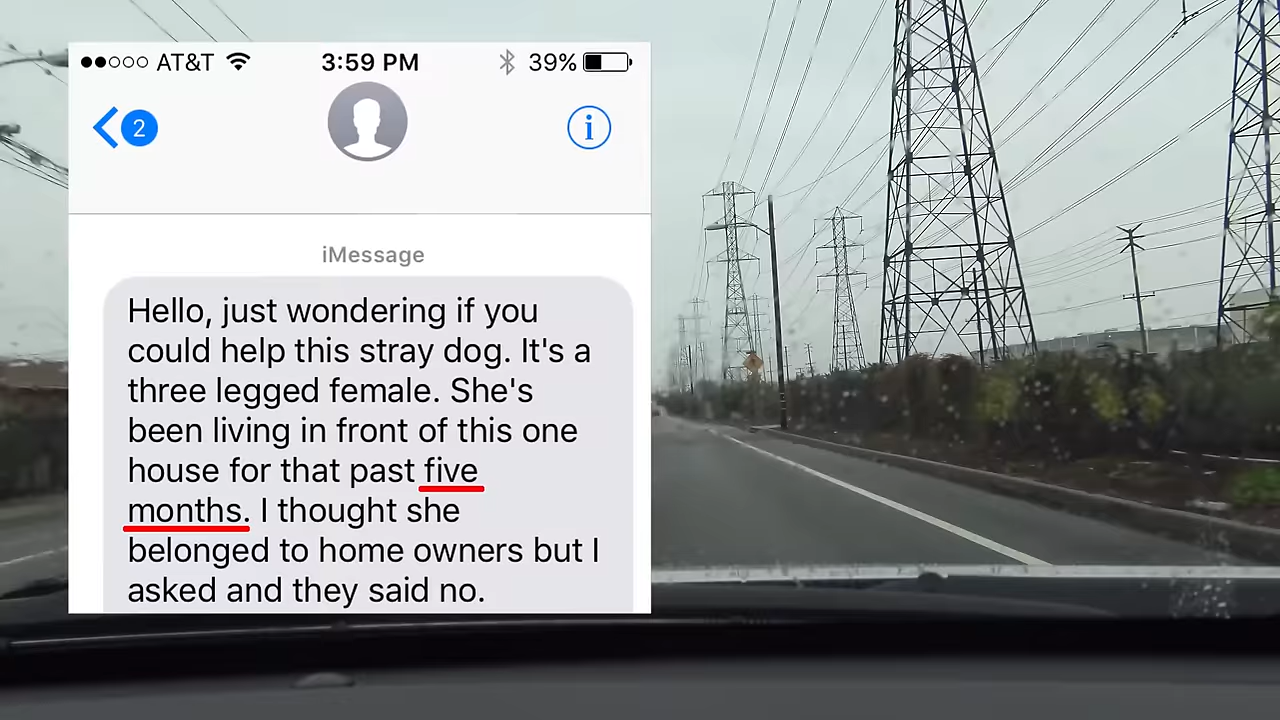 AT&T 3:59 PM 39%
2
i
iMessage
Hello, just wondering if you
could help this stray dog. It's a
three legged female. She's
been living in front of this one
house for that past five
months. I thought she
belonged to home owners but I
asked and they said no.